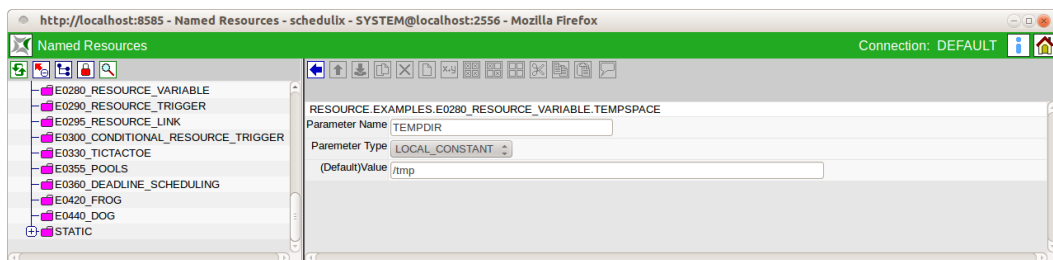 http://localhost:8585 - Named Resources - schedulix - SYSTEM@localhost:2556 - Mozilla Firefox
Named Resources
Connection: DEFAULT
E0280_RESOURCE_VARIABLE
E0290_RESOURCE_TRIGGER
E0295_RESOURCE_LINK
E0300_CONDITIONAL_RESOURCE_TRIGGER
E0330_TICTACTOE
E0355_POOLS
E0360_DEADLINE_SCHEDULING
E0420_FROG
E0440_DOG
STATIC
x,y
RESOURCE.EXAMPLES.E0280_RESOURCE_VARIABLE.TEMPSPACE
Parameter Name TEMPDIR
Paremeter Type LOCAL_CONSTANT
(Default)Value /tmp